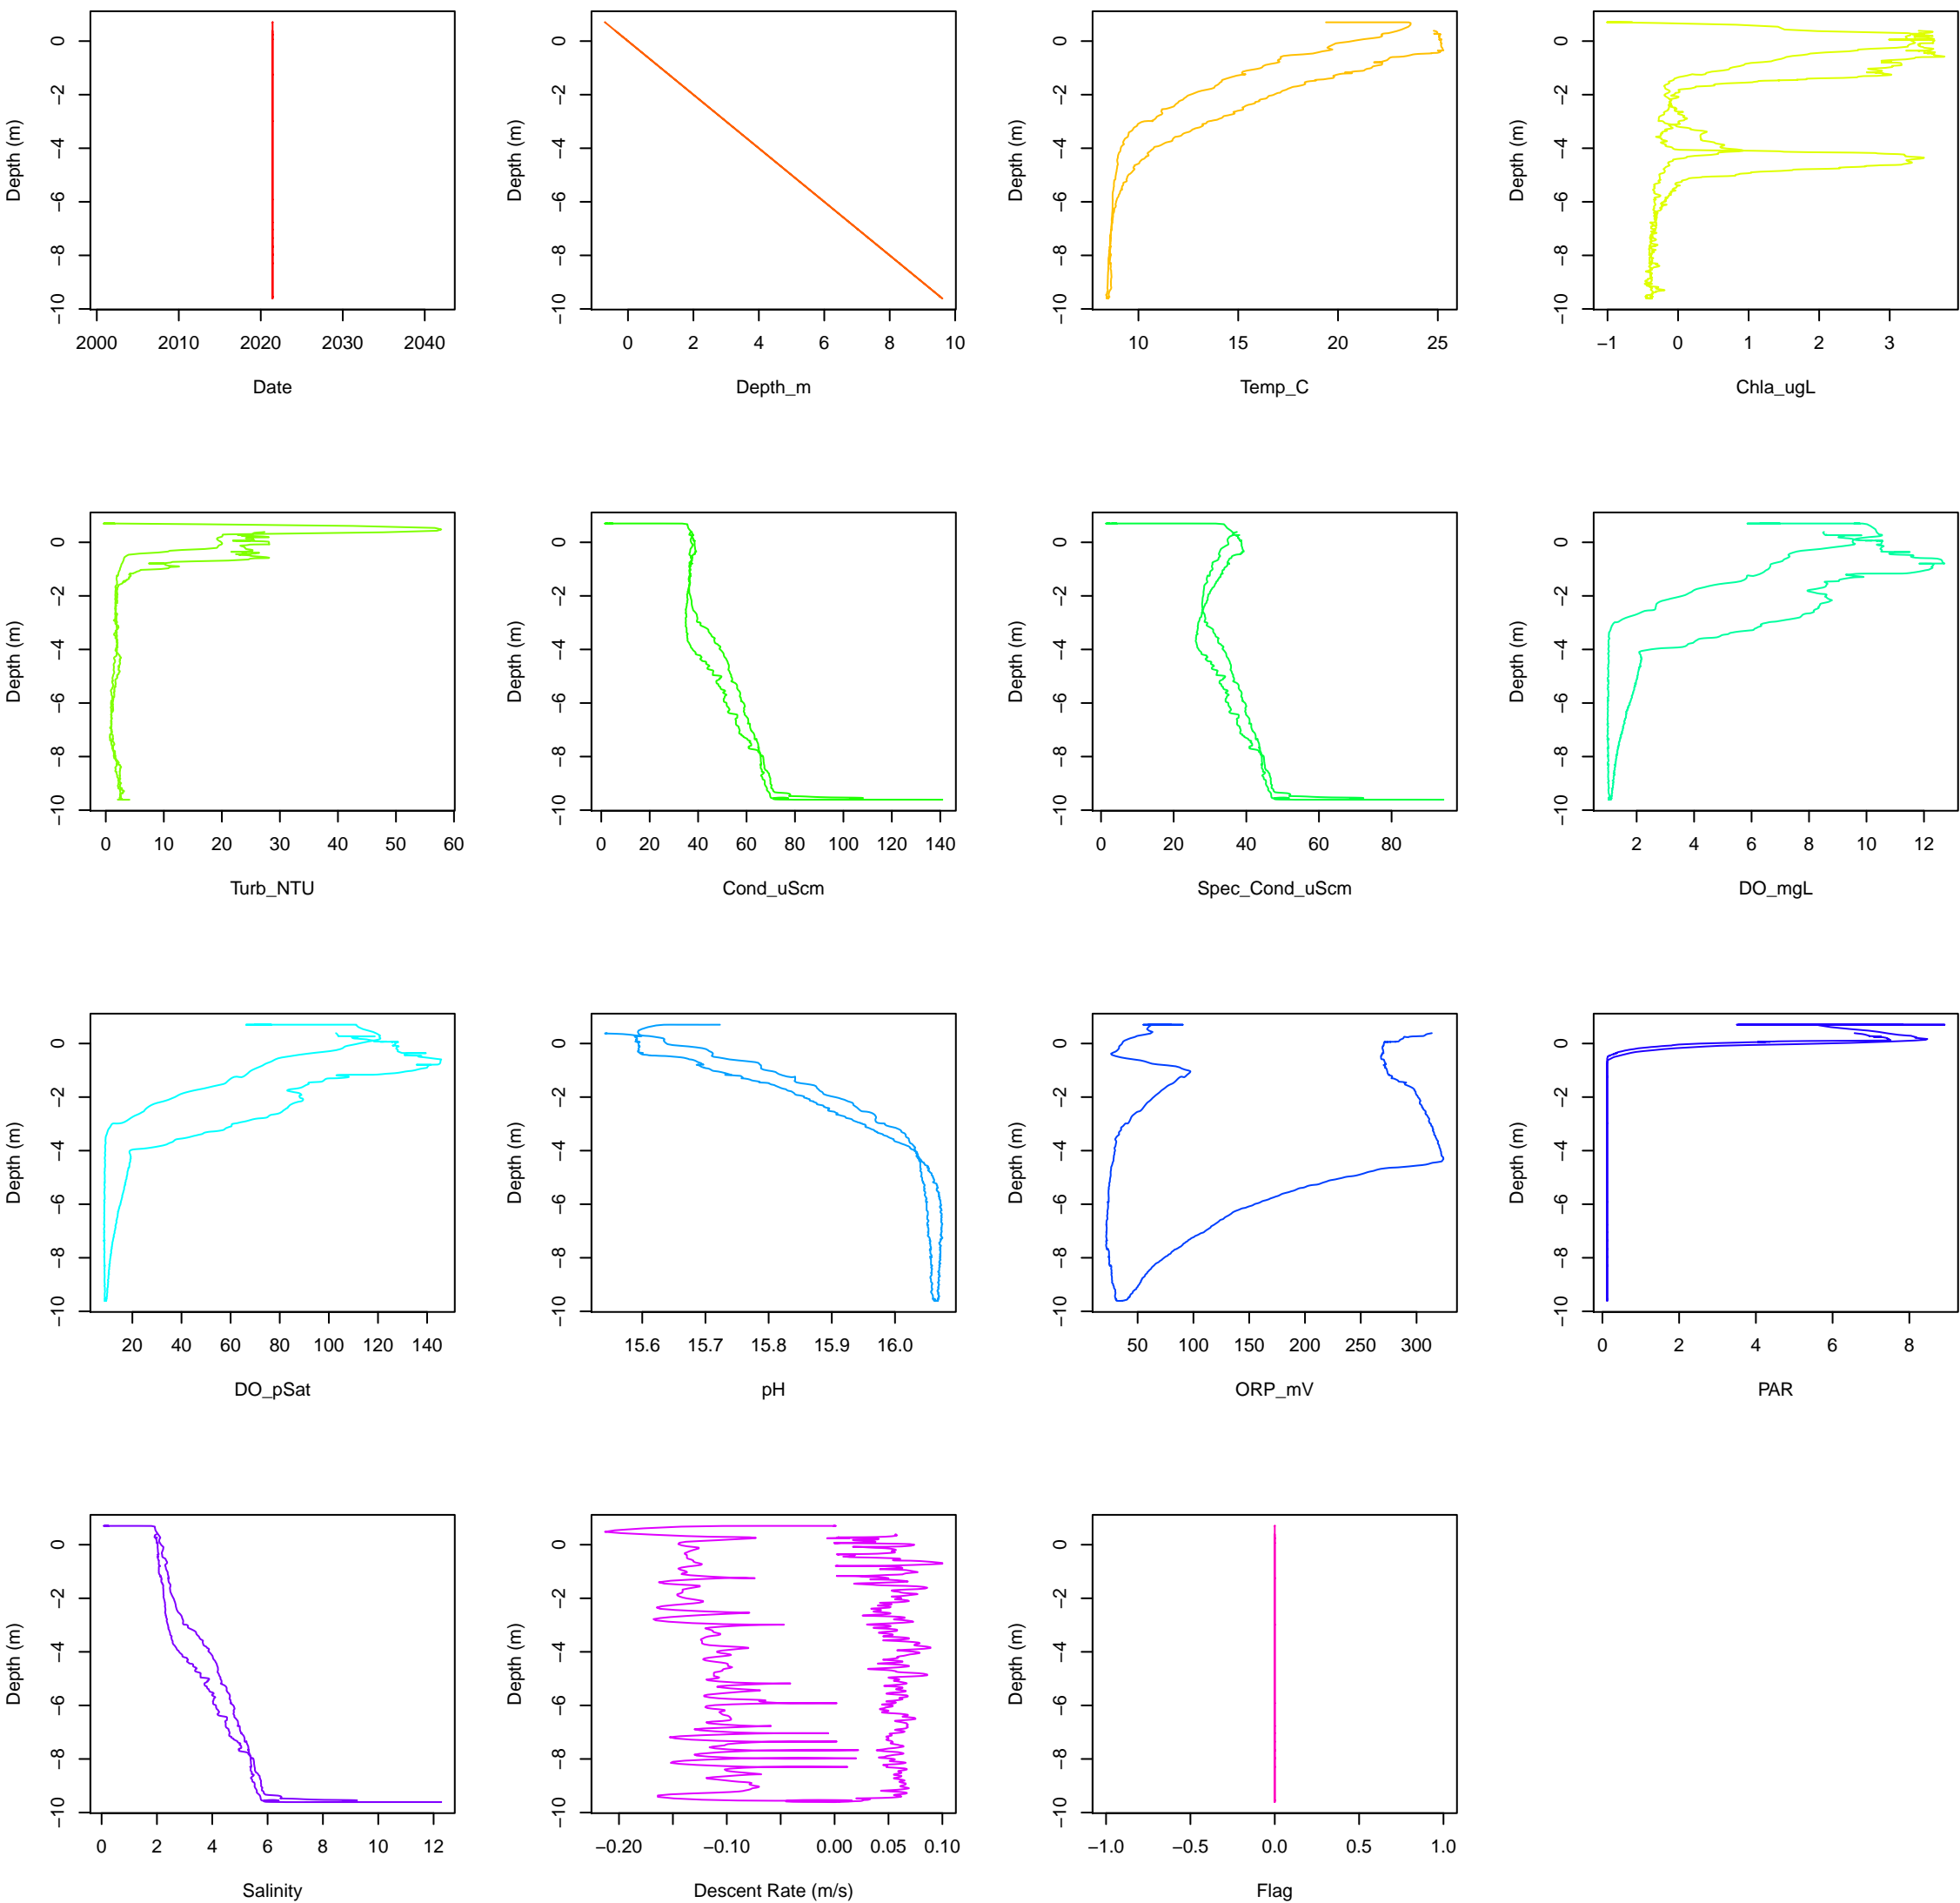 Depth (m)
0
−2
−4
−6
−8
−10
2000 2010 2020 2030 2040
Date
Depth (m)
0
−2
−4
−6
−8
−10
0 2 4 6 8 10
Depth_m
Depth (m)
0
−2
−4
−6
−8
−10
10 15 20 25
Temp_C
Depth (m)
0
−2
−4
−6
−8
−10
−1 0 1 2 3
Chla_ugL
Depth (m)
0
−2
−4
−6
−8
−10
0 10 20 30 40 50 60
Turb_NTU
Depth (m)
0
−2
−4
−6
−8
−10
0 20 40 60 80 100 120 140
Cond_uScm
Depth (m)
0
−2
−4
−6
−8
−10
0 20 40 60 80
Spec_Cond_uScm
Depth (m)
0
−2
−4
−6
−8
−10
2 4 6 8 10 12
DO_mgL
Depth (m)
0
−2
−4
−6
−8
−10
20 40 60 80 100 120 140
DO_pSat
Depth (m)
0
−2
−4
−6
−8
−10
15.6 15.7 15.8 15.9 16.0
pH
Depth (m)
0
−2
−4
−6
−8
−10
50 100 150 200 250 300
ORP_mV
Depth (m)
0
−2
−4
−6
−8
−10
0 2 4 6 8
PAR
Depth (m)
0
−2
−4
−6
−8
−10
0 2 4 6 8 10 12
Salinity
Depth (m)
0
−2
−4
−6
−8
−10
−0.20 −0.10 0.00 0.05 0.10
Descent Rate (m/s)
Depth (m)
0
−2
−4
−6
−8
−10
−1.0 −0.5 0.0 0.5 1.0
Flag